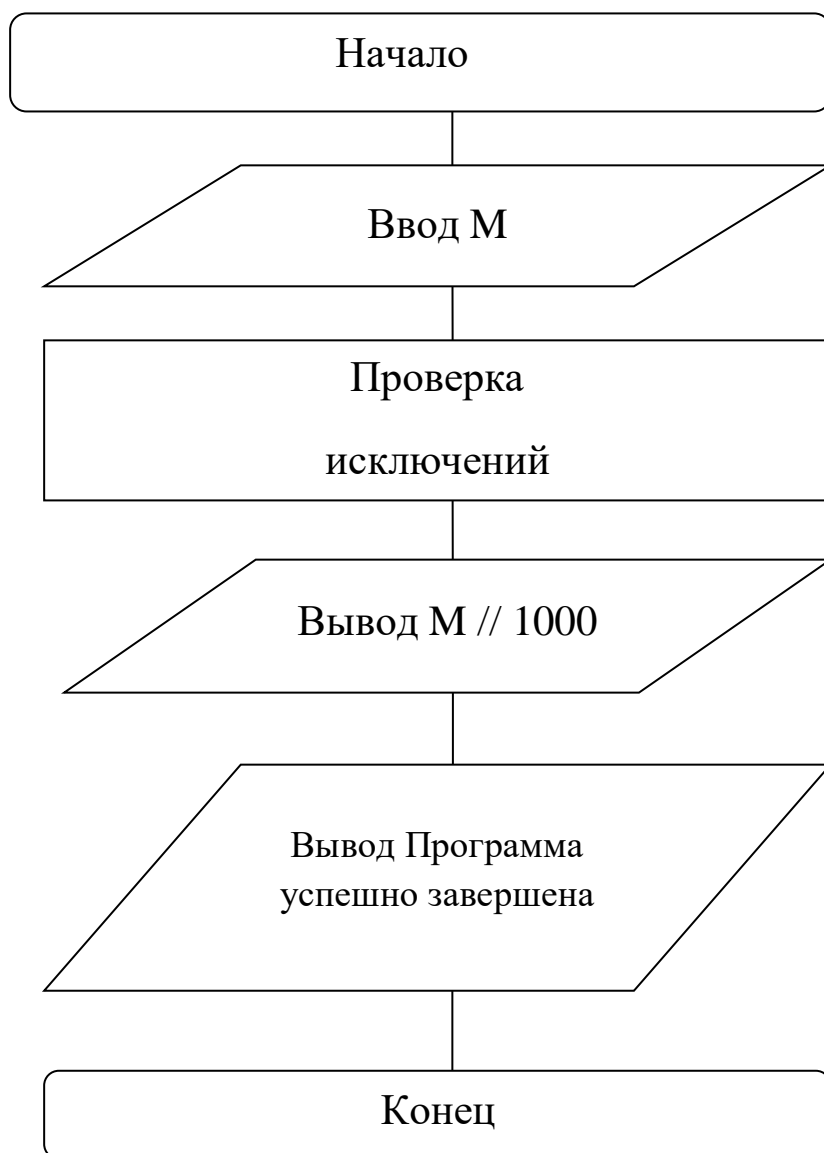 Начало
Ввод М
Проверка
исключений
Вывод М // 1000
Вывод Программа
успешно завершена
Конец